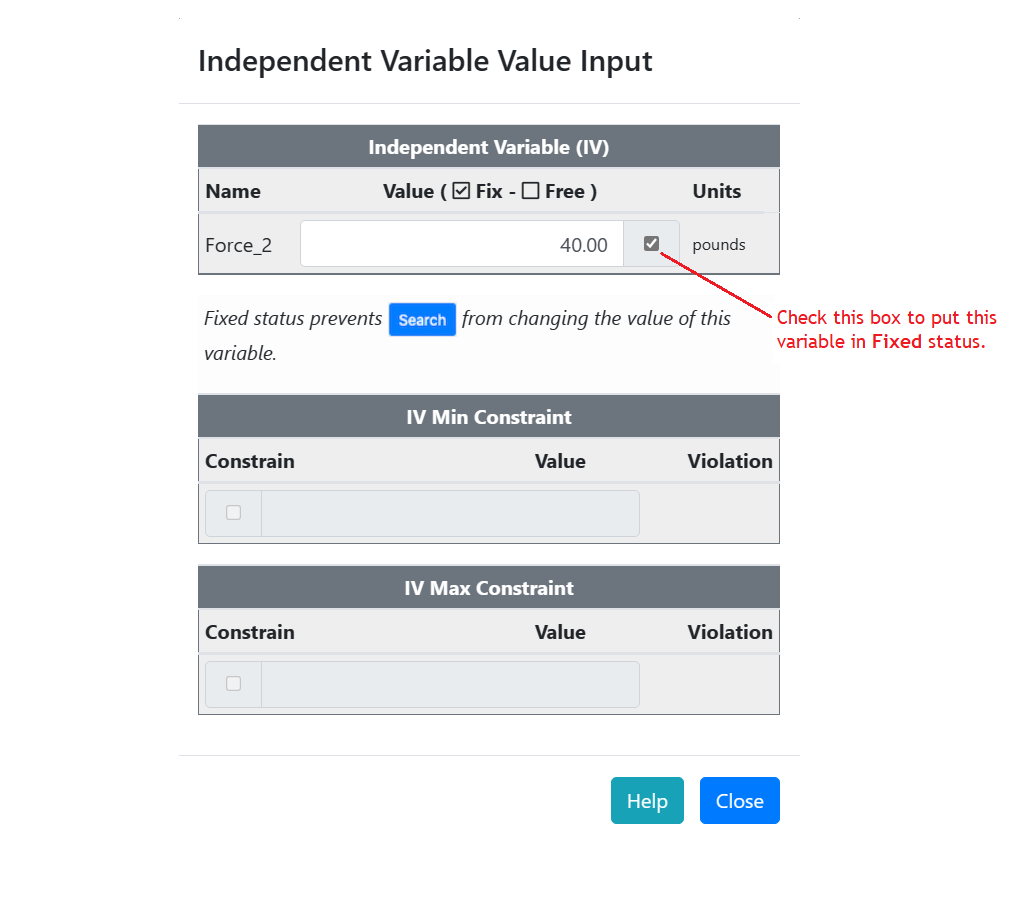 Independent Variable Value Input
Independent Variable (IV)
Name Value ( ☑ Fix - ☐ Free ) Units
Force_2 40.00 pounds
Fixed status prevents Search from changing the value of this
variable.
Check this box to put this
variable in Fixed status.
IV Min Constraint
Constrain Value Violation
IV Max Constraint
Constrain Value Violation
Help Close